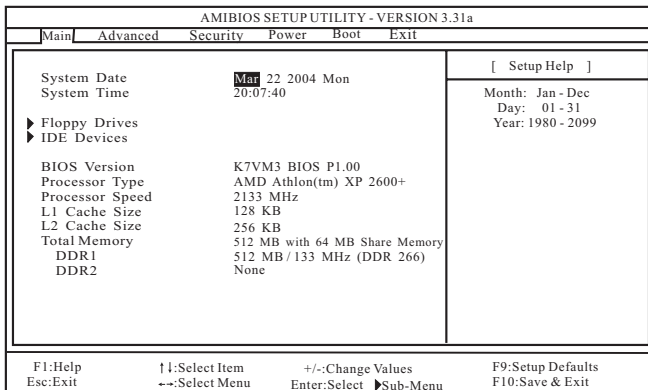 AMIBIOS SETUP UTILITY - VERSION 3.31a
Main Advanced Security Power Boot Exit
System Date Mar 22 2004 Mon
System Time 20:07:40
Floppy Drives
IDE Devices
BIOS Version K7VM3 BIOS P1.00
Processor Type AMD Athlon(tm) XP 2600+
Processor Speed 2133 MHz
L1 Cache Size 128 KB
L2 Cache Size 256 KB
Total Memory 512 MB with 64 MB Share Memory
DDR1 512 MB / 133 MHz (DDR 266)
DDR2 None
[ Setup Help ]
Month: Jan - Dec
Day: 01 - 31
Year: 1980 - 2099
F1:Help ↑↓:Select Item +/-:Change Values F9:Setup Defaults
Esc:Exit ←→:Select Menu Enter:Select ▶Sub-Menu F10:Save & Exit